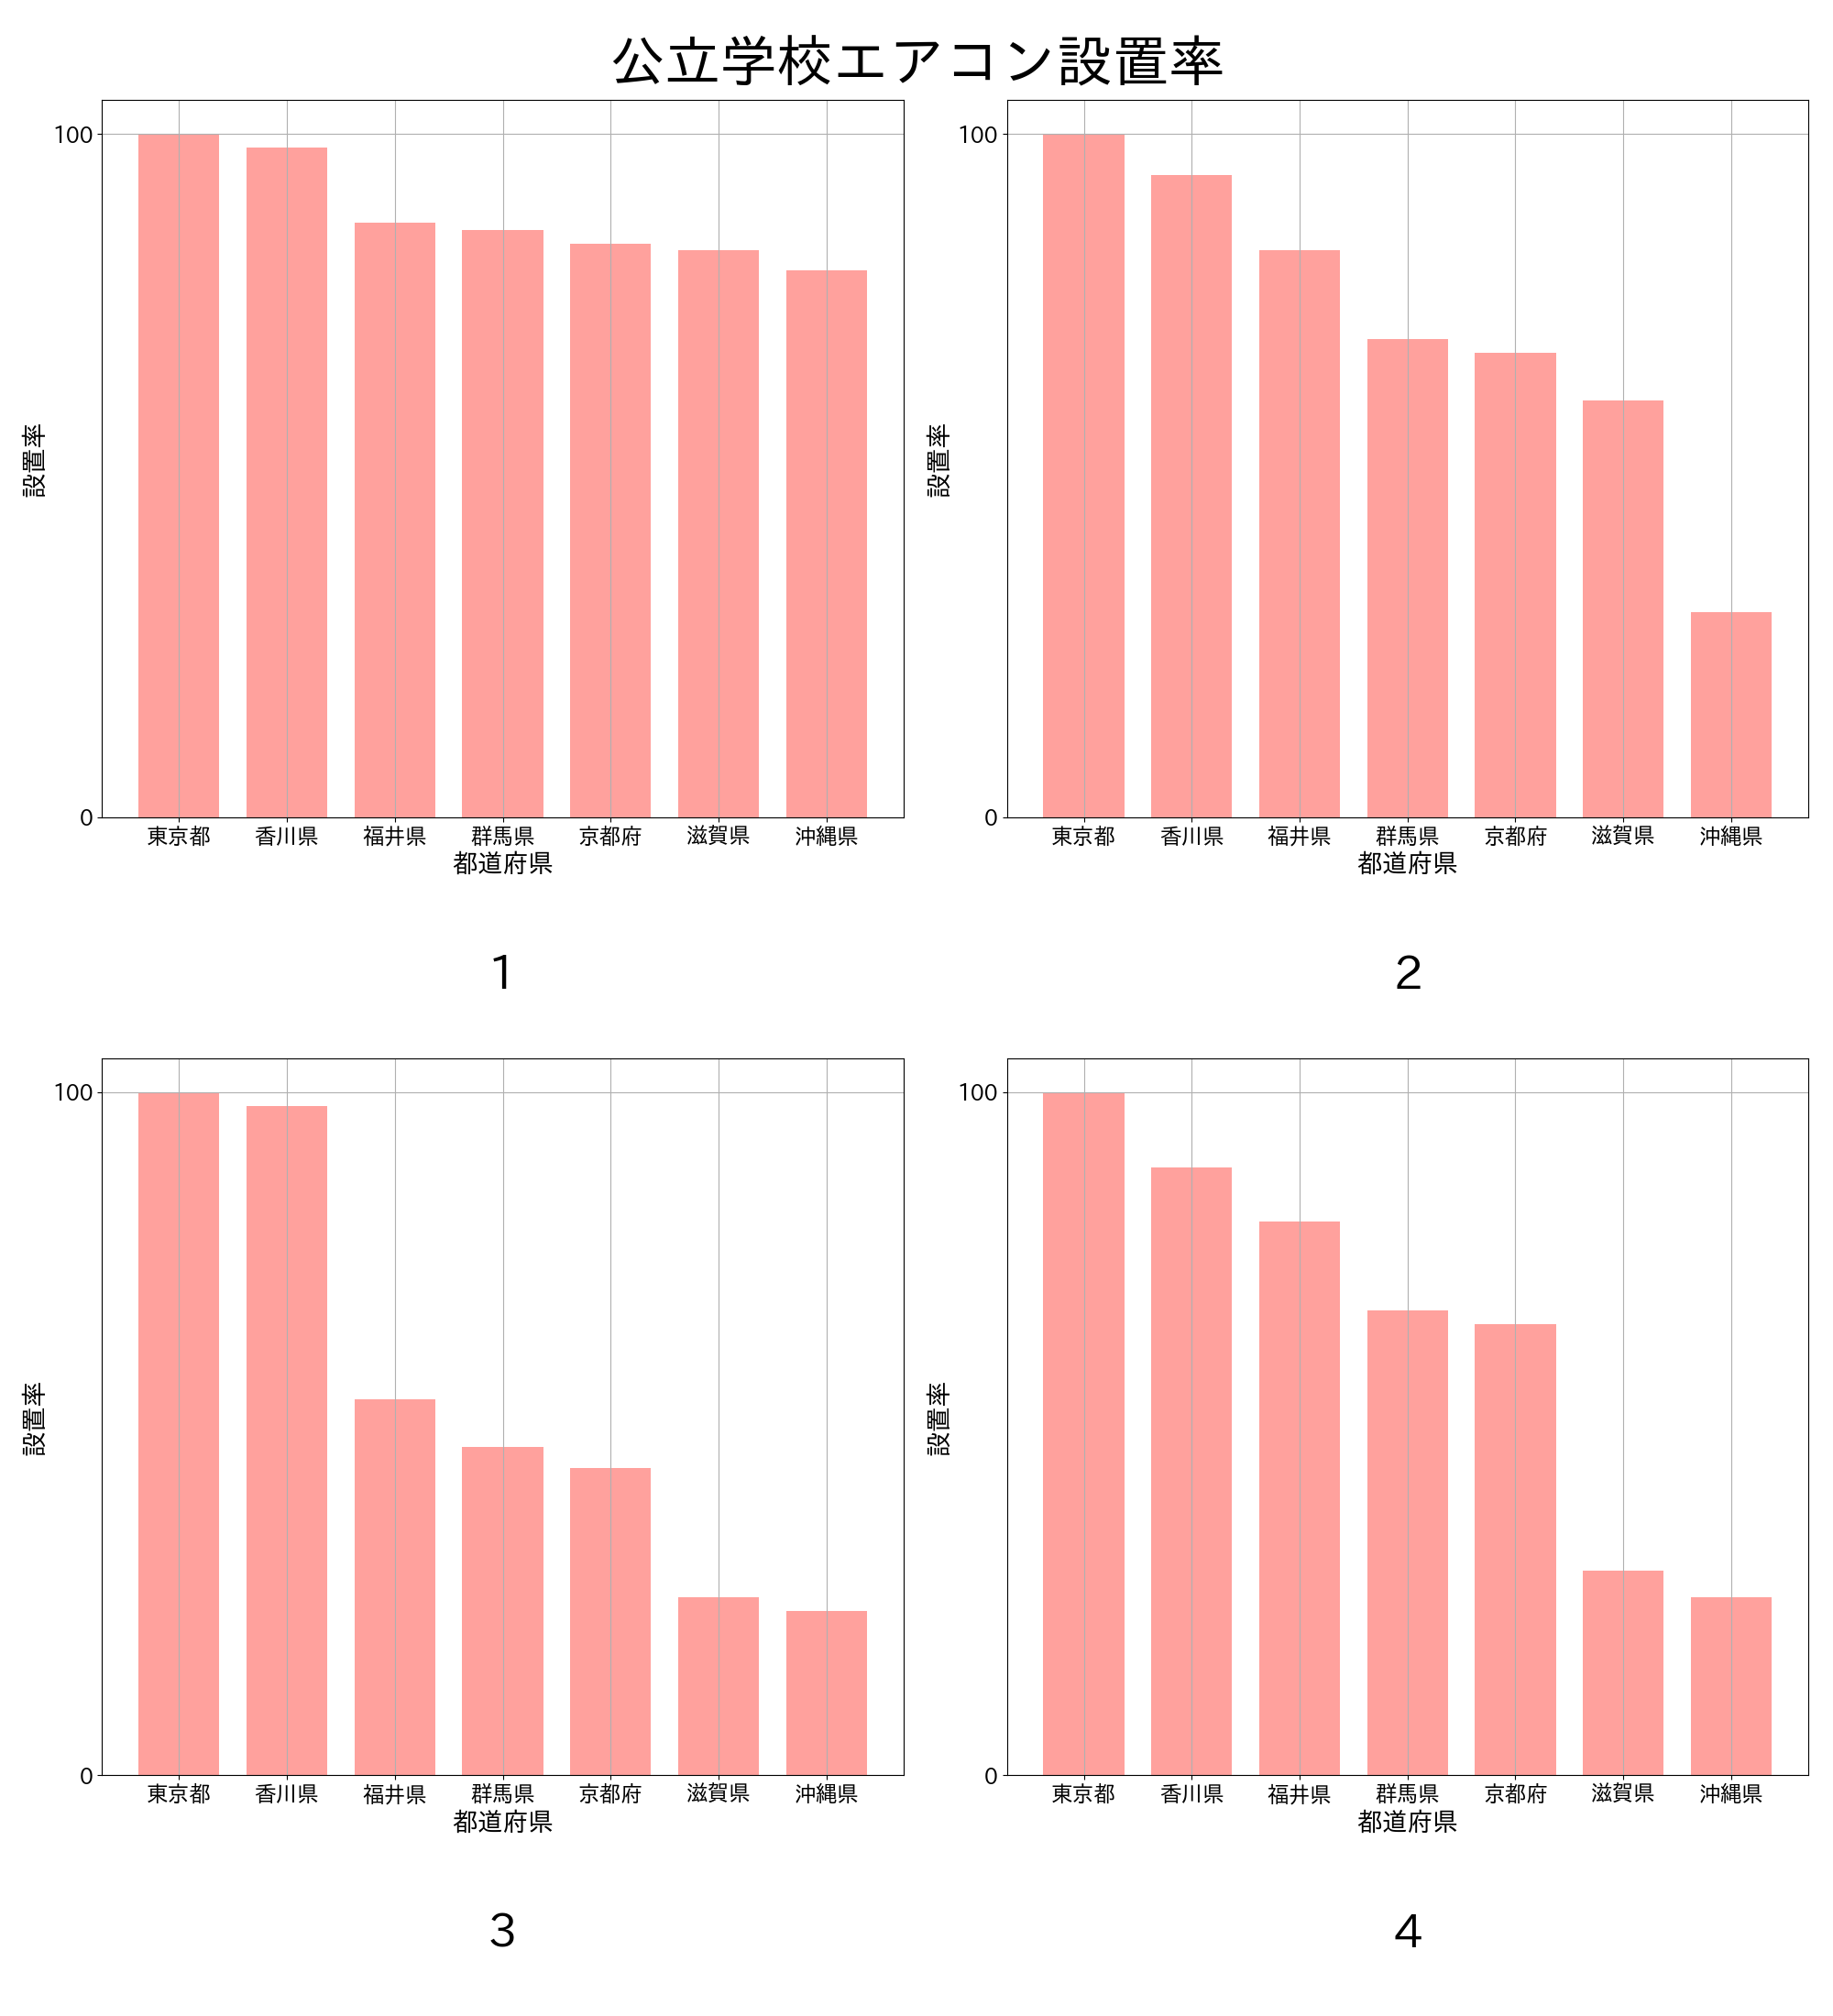 公立学校エアコン設置率
100
0
設置率
東京都 香川県 福井県 群馬県 京都府 滋賀県 沖縄県
都道府県
1
100
0
設置率
東京都 香川県 福井県 群馬県 京都府 滋賀県 沖縄県
都道府県
2
100
0
設置率
東京都 香川県 福井県 群馬県 京都府 滋賀県 沖縄県
都道府県
3
100
0
設置率
東京都 香川県 福井県 群馬県 京都府 滋賀県 沖縄県
都道府県
4